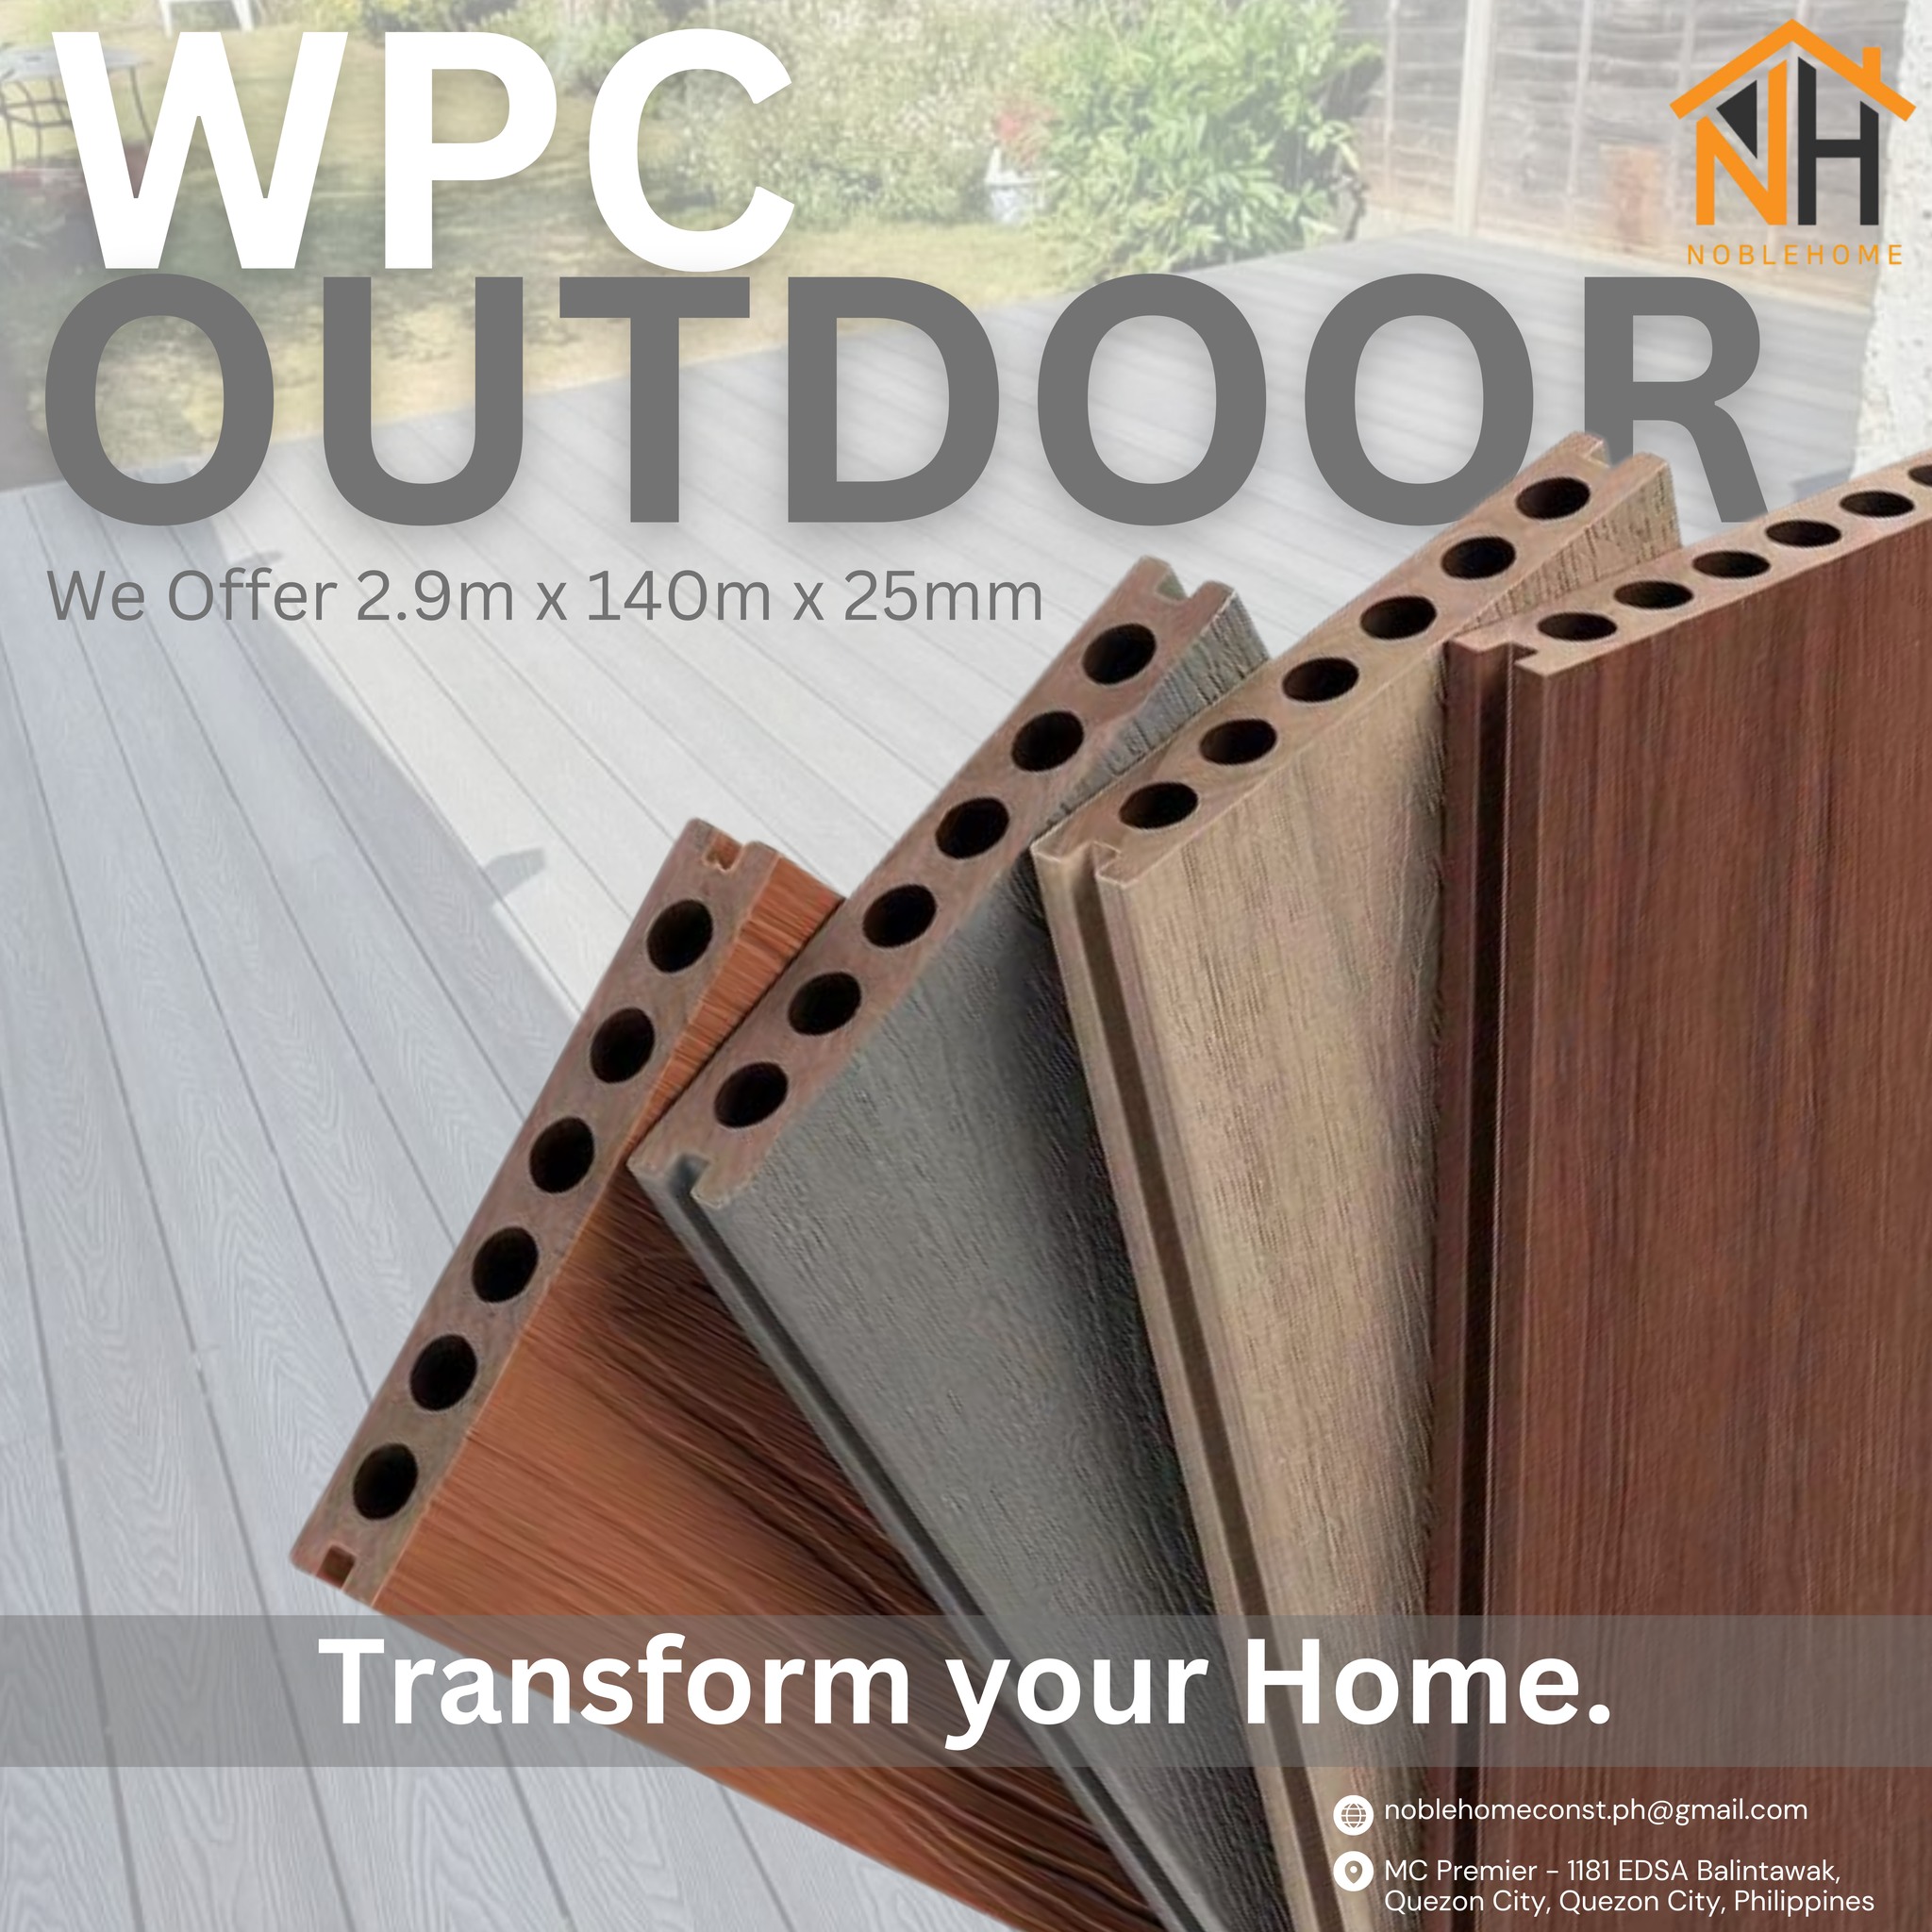 WPC
NH
NOBLEHOME
OUTDOOR
We Offer 2.9m x 140m x 25mm
Transform your Home.
noblehomeconst.ph@gmail.com
MC Premier - 1181 EDSA Balintawak,
Quezon City, Quezon City, Philippines